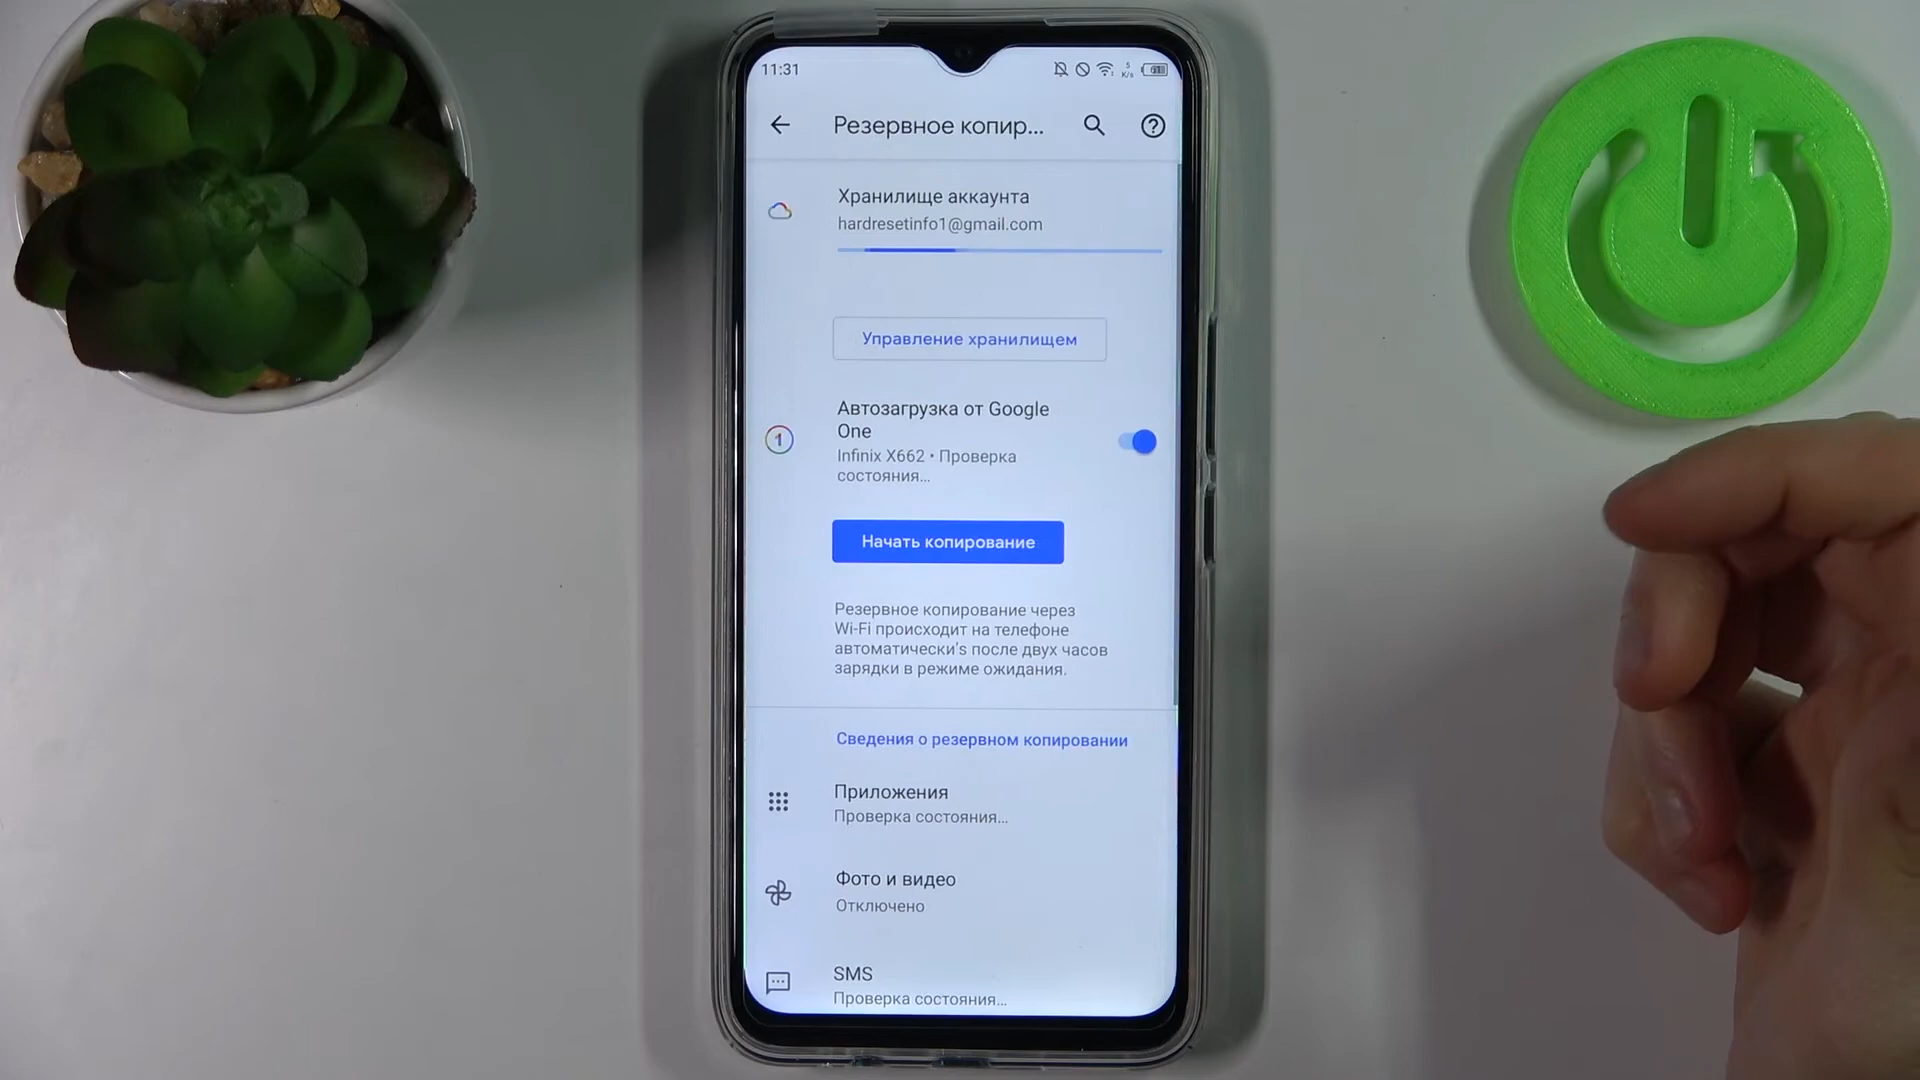 11:31
5
K/s
Резервное копир...
Хранилище аккаунта
hardresetinfo1@gmail.com
Управление хранилищем
Автозагрузка от Google
One
1
Infinix X662 • Проверка
состояния...
Начать копирование
Резервное копирование через
Wi-Fi происходит на телефоне
автоматически's после двух часов
зарядки в режиме ожидания.
Сведения о резервном копировании
Приложения
Проверка состояния...
Фото и видео
Отключено
SMS
Проверка состояния...